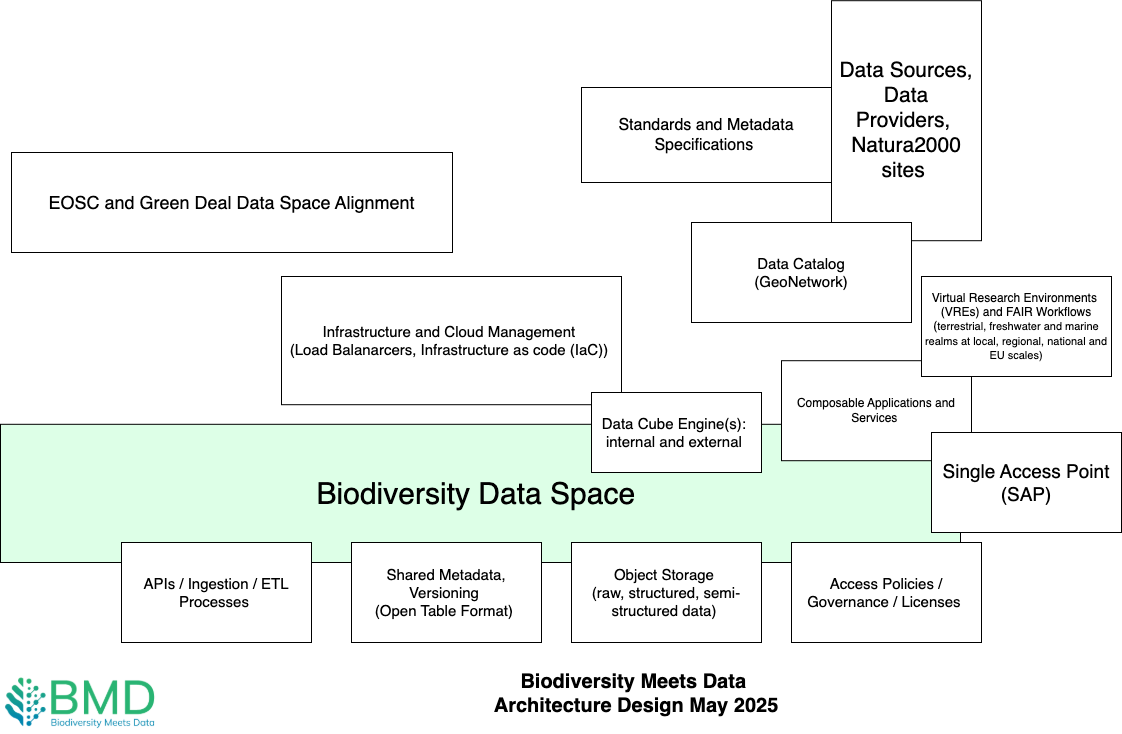 Data Sources,
Data
Providers,
Natura2000
sites
Standards and Metadata
Specifications
EOSC and Green Deal Data Space Alignment
Data Catalog
(GeoNetwork)
Infrastructure and Cloud Management
(Load Balanarcers, Infrastructure as code (IaC))
Virtual Research Environments
(VREs) and FAIR Workflows
(terrestrial, freshwater and marine
realms at local, regional, national and
EU scales)
Composable Applications and
Services
Data Cube Engine(s):
internal and external
Single Access Point
(SAP)
Biodiversity Data Space
APIs / Ingestion / ETL
Processes
Shared Metadata,
Versioning
(Open Table Format)
Object Storage
(raw, structured, semi-
structured data)
Access Policies /
Governance / Licenses
BMD
Biodiversity Meets Data
Biodiversity Meets Data
Architecture Design May 2025